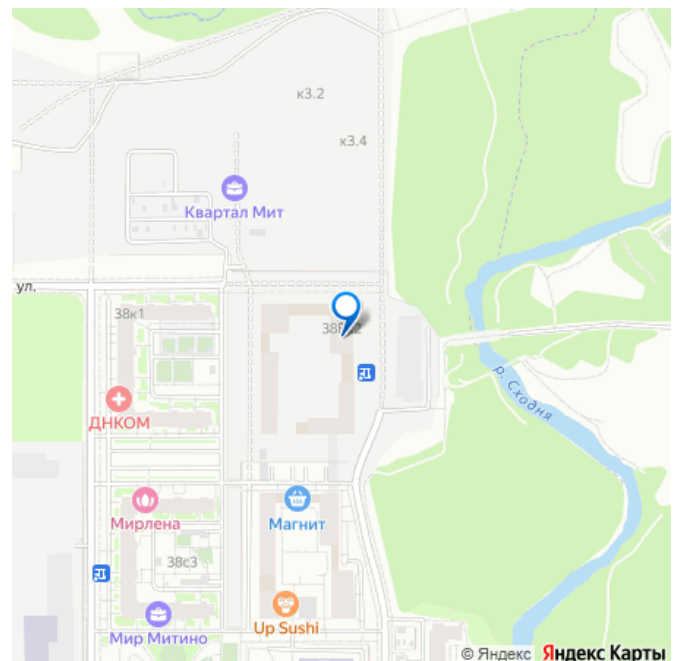 к3.2
к3.4
Квартал Мит
ул.
38к1
р. Сходня
ДНКОМ
Мирлена
Магнит
38с3
Up Sushi
Мир Митино
© Яндекс Яндекс Карты